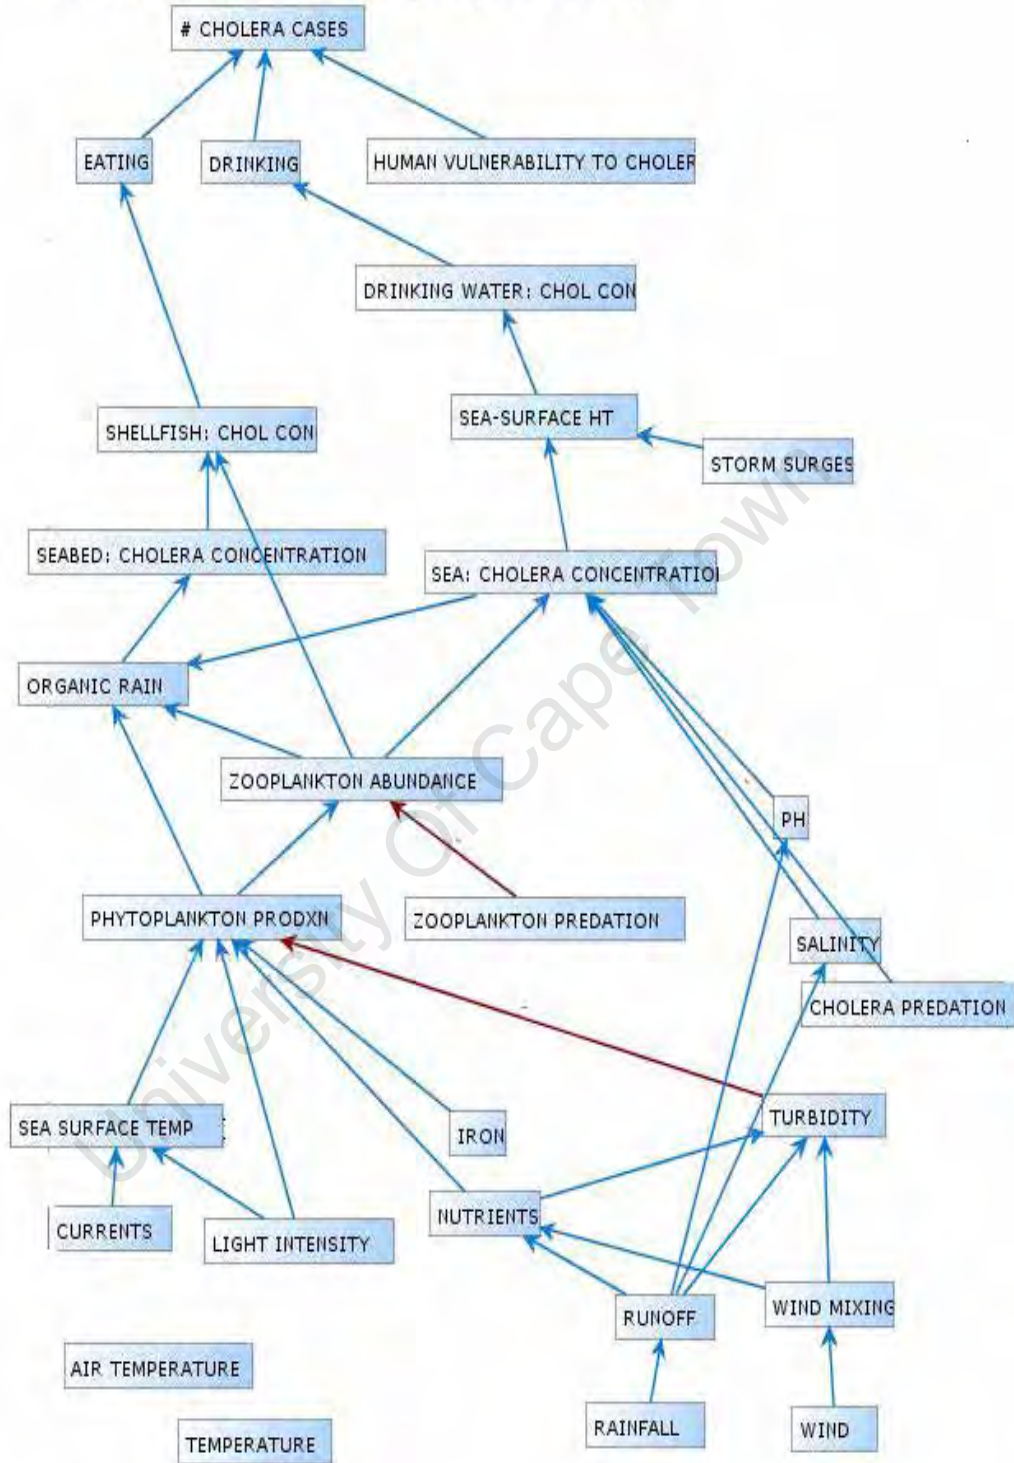 # CHOLERA CASES
EATING
DRINKING
HUMAN VULNERABILITY TO CHOLER
DRINKING WATER: CHOL CON
SHELLFISH: CHOL CON
SEA-SURFACE HT
STORM SURGES
SEABED: CHOLERA CONCENTRATION
SEA: CHOLERA CONCENTRATIO
ORGANIC RAIN
ZOOPLANKTON ABUNDANCE
PH
PHYTOPLANKTON PRODXN
ZOOPLANKTON PREDATION
SALINITY
CHOLERA PREDATION
SEA SURFACE TEMP
IRON
TURBIDITY
CURRENTS
LIGHT INTENSITY
NUTRIENTS
RUNOFF
WIND MIXING
AIR TEMPERATURE
TEMPERATURE
RAINFALL
WIND
University Of Cape Town